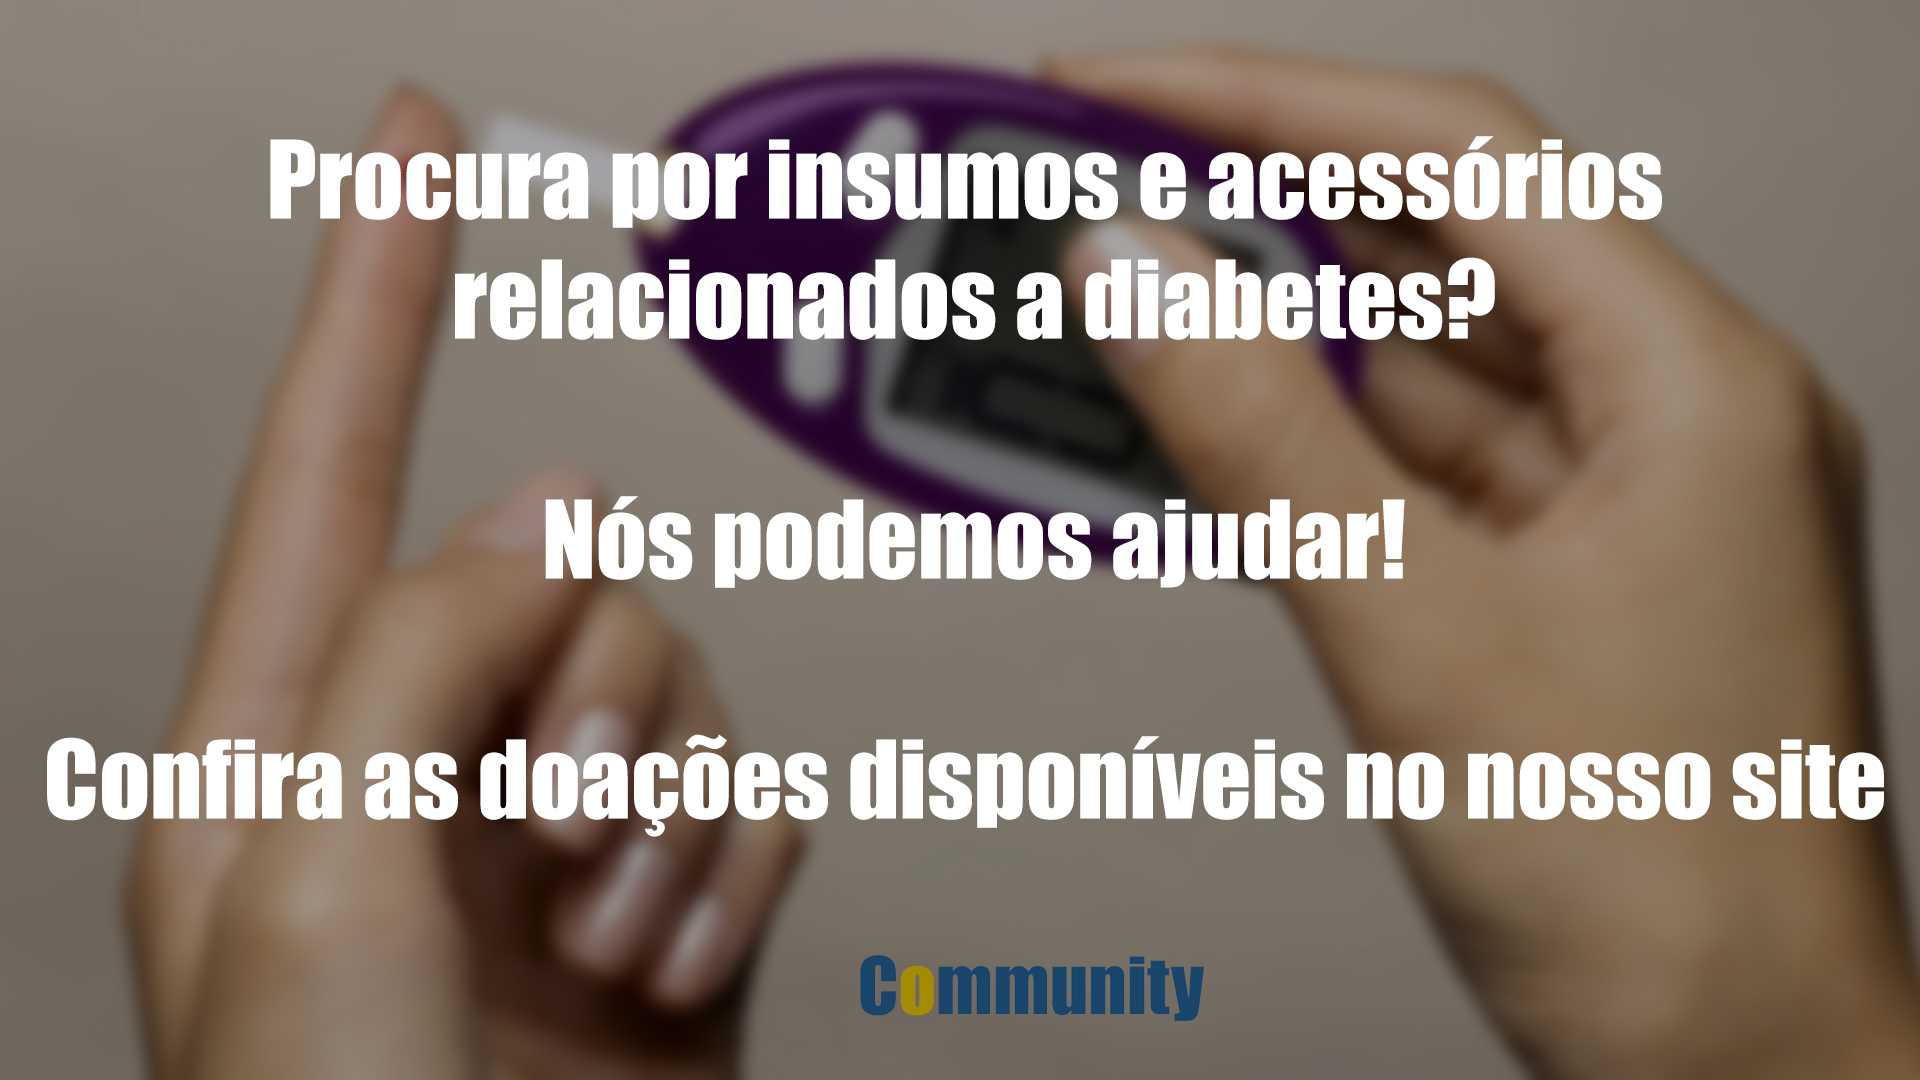 Procura por insumos e acessórios
relacionados a diabetes?
Nós podemos ajudar!
Confira as doações disponíveis no nosso site
Community